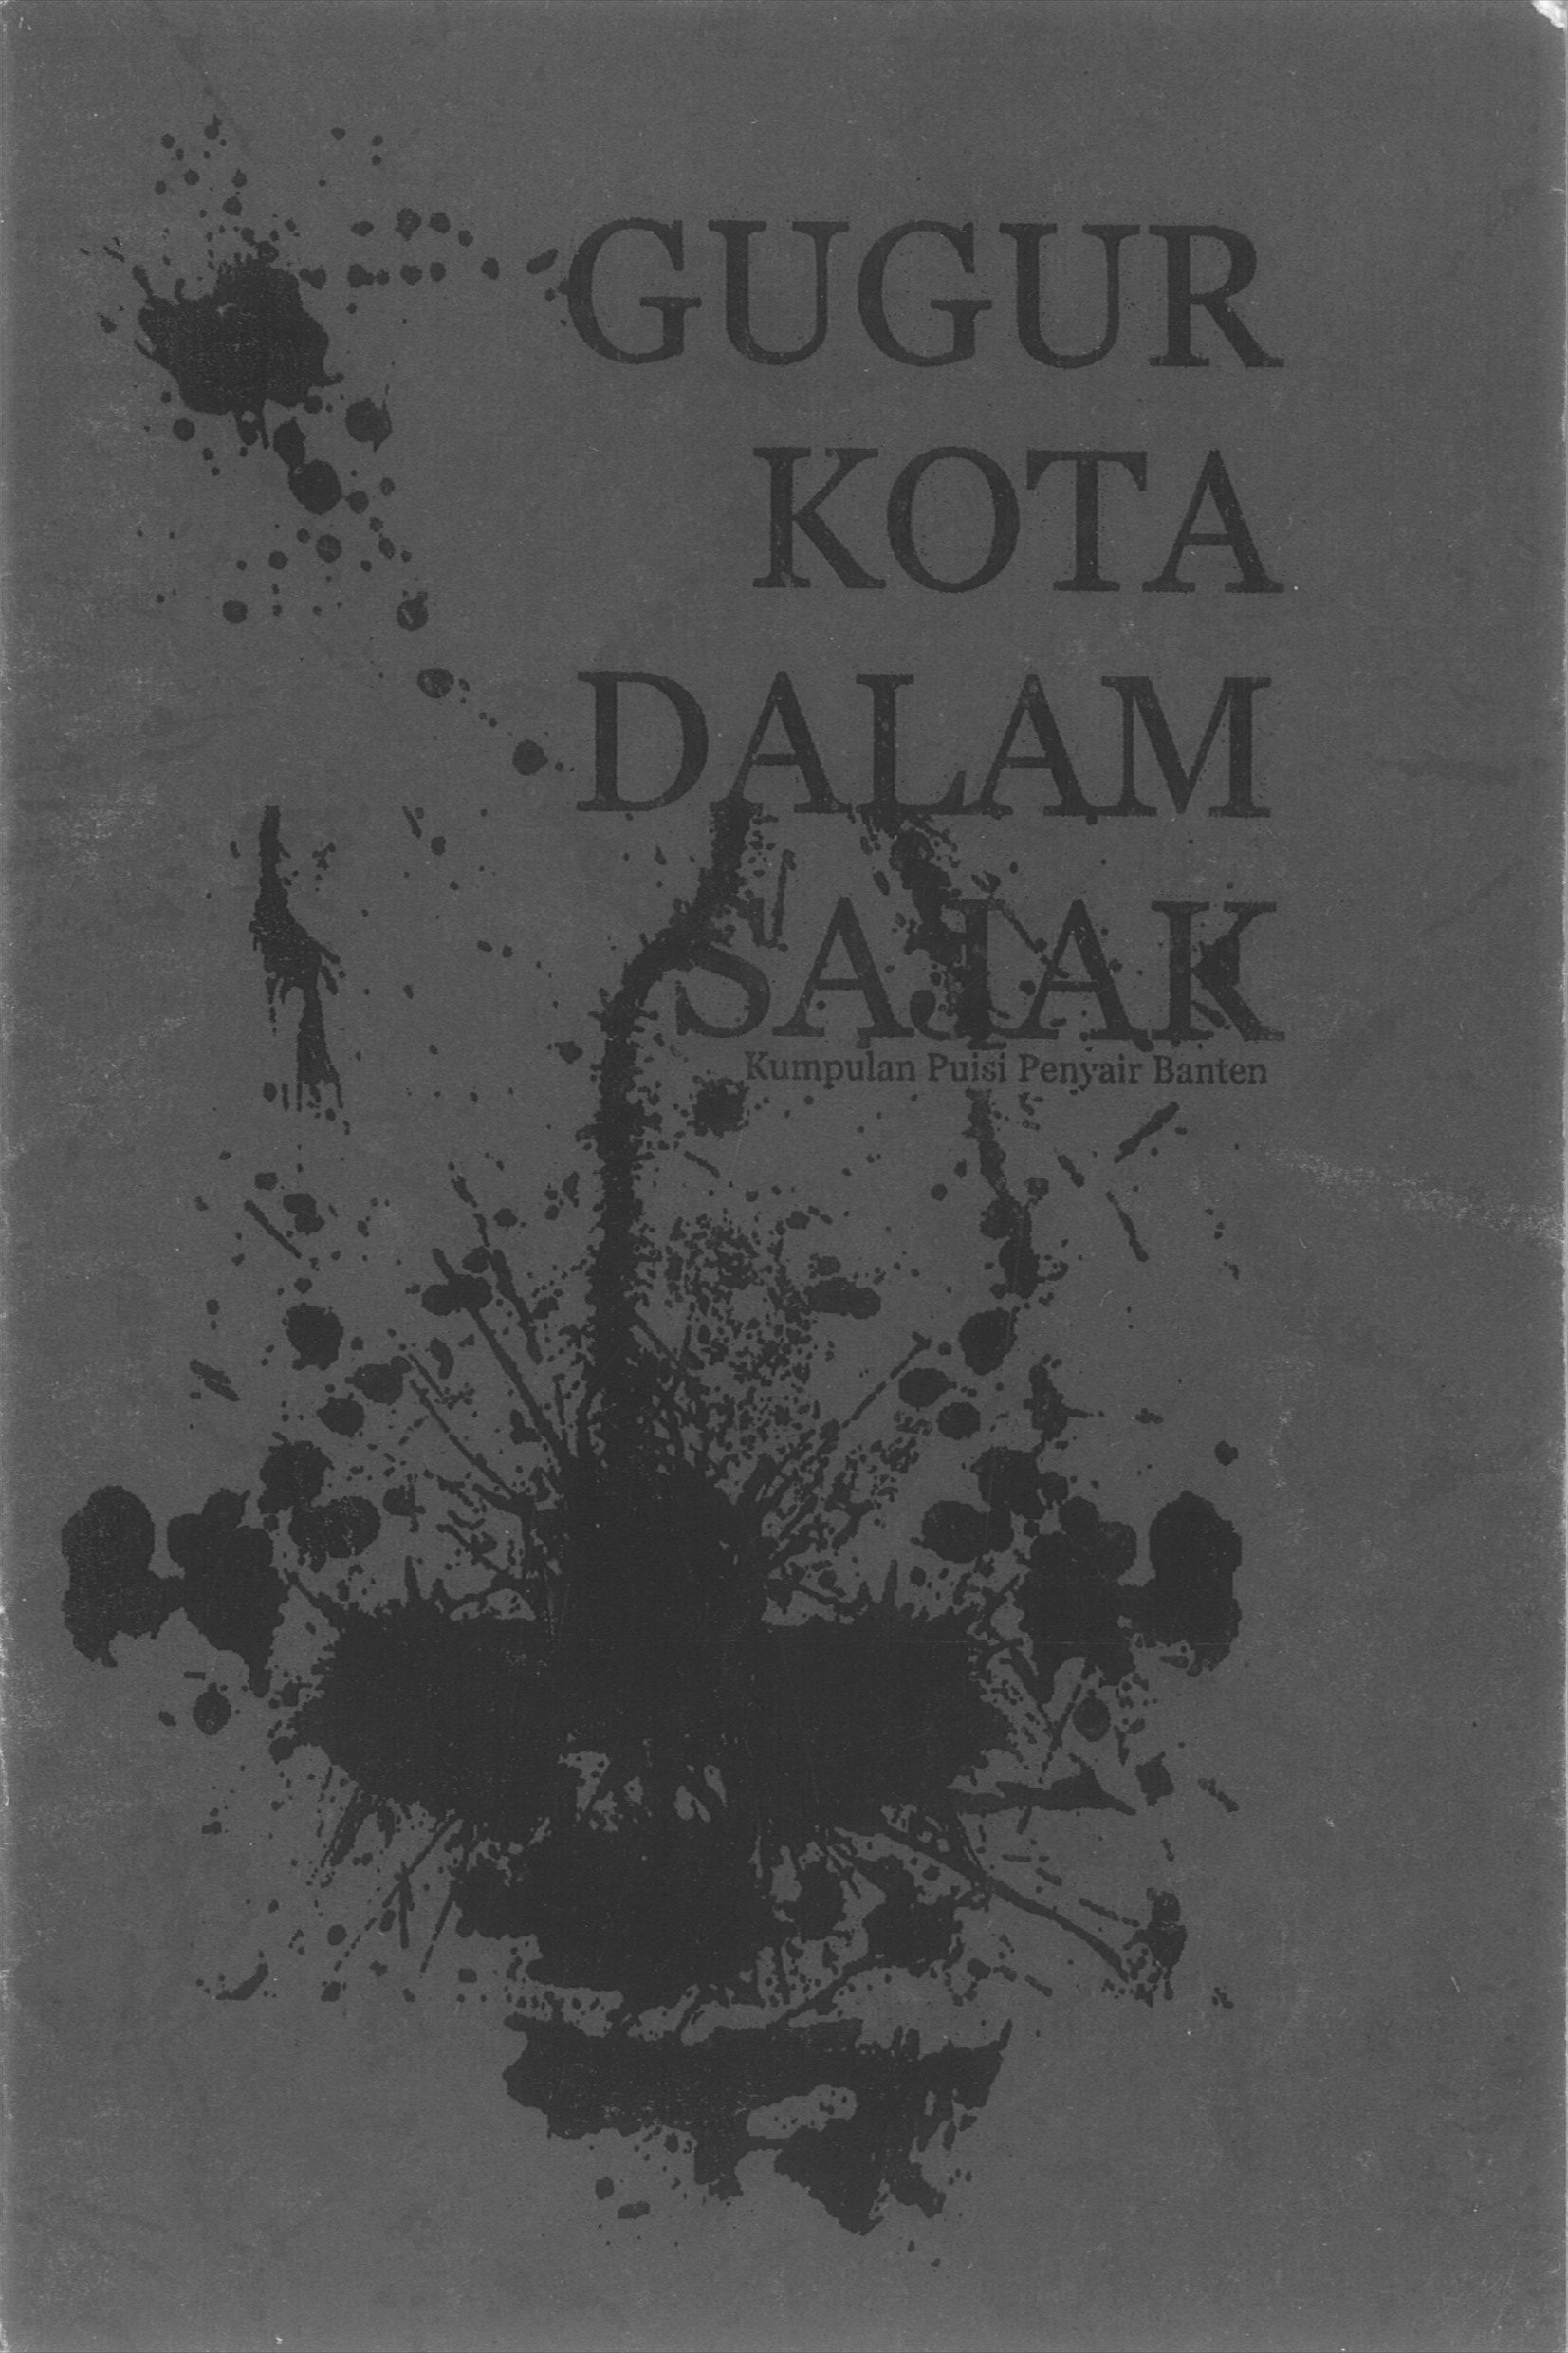 GUGUR
KOTA
DALAM
SAJAK
Kumpulan Puisi Penyair Banten